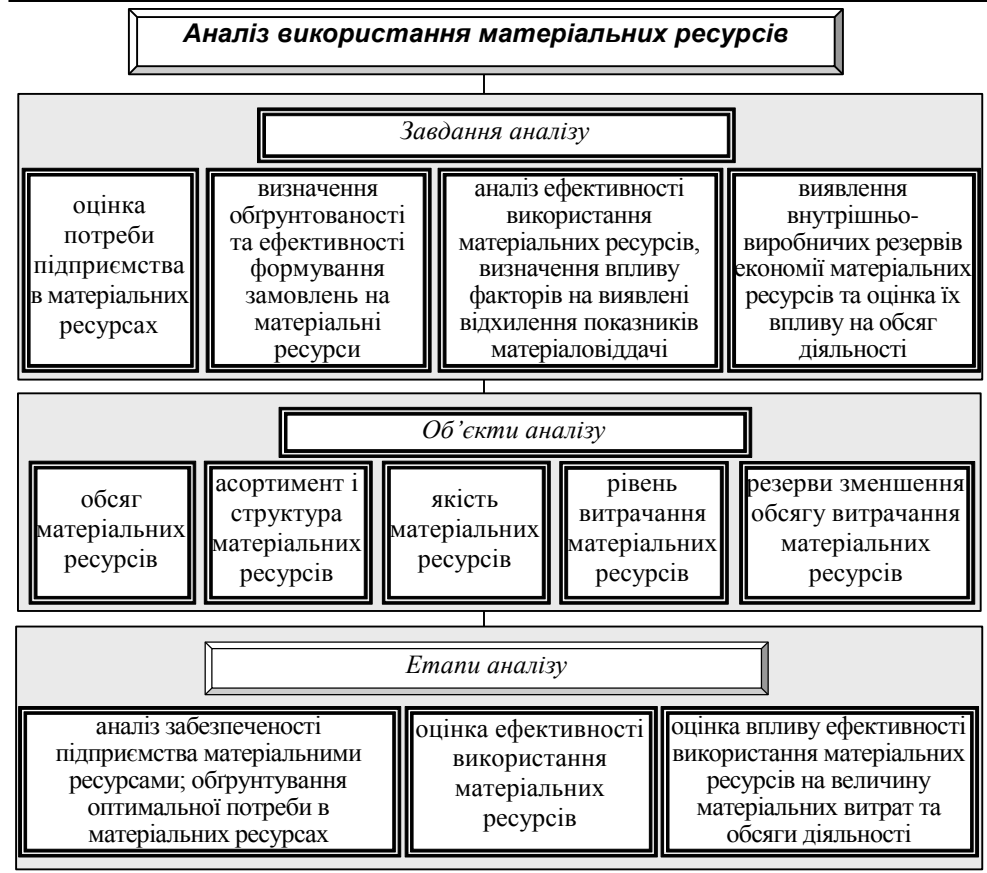 Аналіз використання матеріальних ресурсів
Завдання аналізу
оцінка
потреби
підприємства
в матеріальних
ресурсах
визначення
обґрунтованості
та ефективності
формування
замовлень на
матеріальні
ресурси
аналіз ефективності
використання
матеріальних ресурсів,
визначення впливу
факторів на виявлені
відхилення показників
матеріаловіддачі
виявлення
внутрішньо-
виробничих резервів
економії матеріальних
ресурсів та оцінка їх
впливу на обсяг
діяльності
Об’єкти аналізу
обсяг
матеріальних
ресурсів
асортимент і
структура
матеріальних
ресурсів
якість
матеріальних
ресурсів
рівень
витрачання
матеріальних
ресурсів
резерви зменшення
обсягу витрачання
матеріальних
ресурсів
Етапи аналізу
аналіз забезпеченості
підприємства матеріальними
ресурсами; обґрунтування
оптимальної потреби в
матеріальних ресурсах
оцінка ефективності
використання
матеріальних
ресурсів
оцінка впливу ефективності
використання матеріальних
ресурсів на величину
матеріальних витрат та
обсяги діяльності